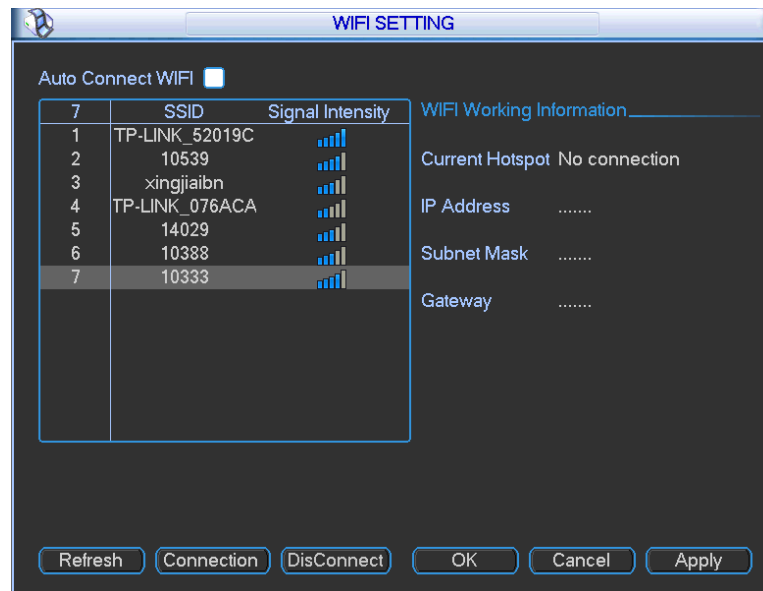 WIFI SETTING
Auto Connect WIFI
7 SSID Signal Intensity
1 TP-LINK_52019C
2 10539
3 xingjiaibn
4 TP-LINK_076ACA
5 14029
6 10388
7 10333
WIFI Working Information
Current Hotspot No connection
IP Address .......
Subnet Mask .......
Gateway .......
Refresh Connection DisConnect OK Cancel Apply